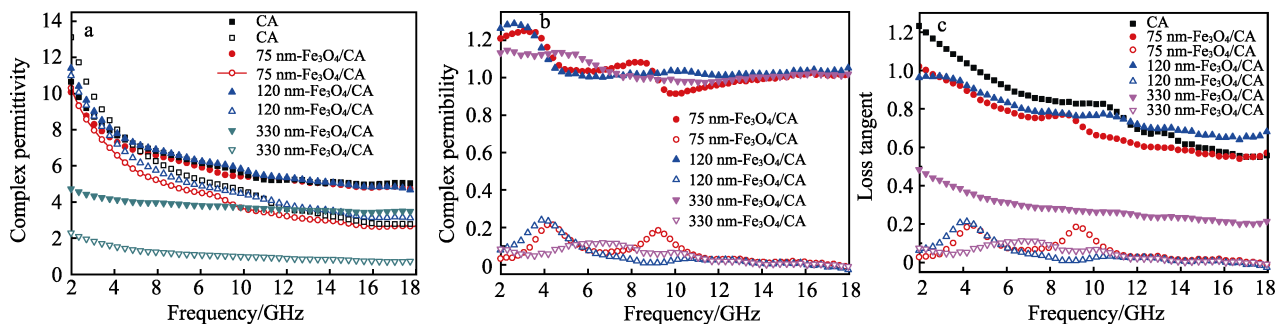 a
Complex permittivity
14
12
10
8
6
4
2
0
CA
CA
75 nm-Fe₃O₄/CA
75 nm-Fe₃O₄/CA
120 nm-Fe₃O₄/CA
120 nm-Fe₃O₄/CA
330 nm-Fe₃O₄/CA
330 nm-Fe₃O₄/CA
2 4 6 8 10 12 14 16 18
Frequency/GHz
b
Complex permibility
1.2
1.0
0.8
0.6
0.4
0.2
0
75 nm-Fe₃O₄/CA
75 nm-Fe₃O₄/CA
120 nm-Fe₃O₄/CA
120 nm-Fe₃O₄/CA
330 nm-Fe₃O₄/CA
330 nm-Fe₃O₄/CA
2 4 6 8 10 12 14 16 18
Frequency/GHz
c
Loss tangent
1.2
1.0
0.8
0.6
0.4
0.2
0
CA
75 nm-Fe₃O₄/CA
75 nm-Fe₃O₄/CA
120 nm-Fe₃O₄/CA
120 nm-Fe₃O₄/CA
330 nm-Fe₃O₄/CA
330 nm-Fe₃O₄/CA
2 4 6 8 10 12 14 16 18
Frequency/GHz